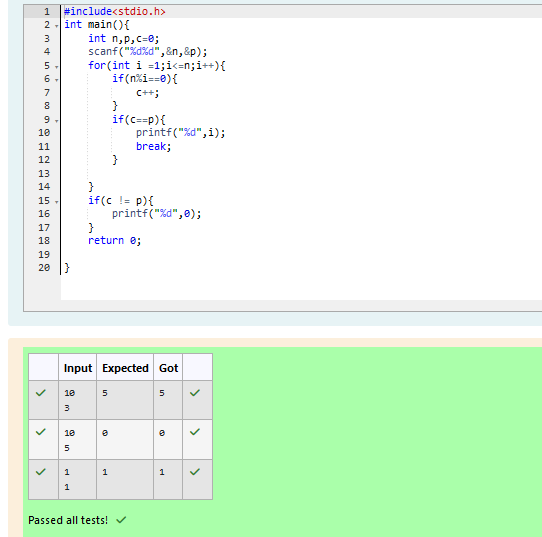 1 #include<stdio.h>
2 int main(){
3     int n,p,c=0;
4     scanf("%d%d",&n,&p);
5     for(int i =1;i<=n;i++){
6         if(n%i==0){
7             c++;
8         }
9         if(c==p){
10             printf("%d",i);
11             break;
12         }
13
14     }
15     if(c != p){
16         printf("%d",0);
17     }
18     return 0;
19
20 }
Input Expected Got
10 5 5
3
10 0 0
5
1 1 1
1
Passed all tests!